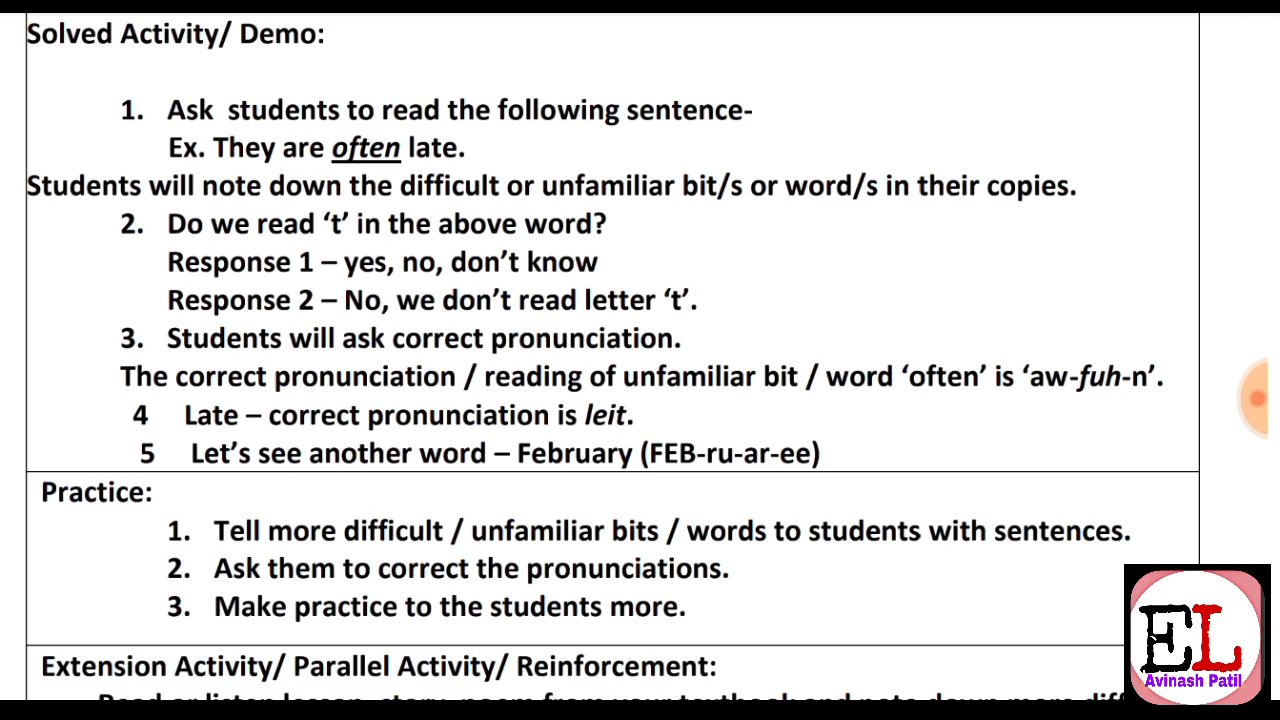 Solved Activity/ Demo:
1. Ask students to read the following sentence-
Ex. They are often late.
Students will note down the difficult or unfamiliar bit/s or word/s in their copies.
2. Do we read ‘t’ in the above word?
Response 1 – yes, no, don’t know
Response 2 – No, we don’t read letter ‘t’.
3. Students will ask correct pronunciation.
The correct pronunciation / reading of unfamiliar bit / word ‘often’ is ‘aw-fuh-n’.
4 Late – correct pronunciation is leit.
5 Let’s see another word – February (FEB-ru-ar-ee)
Practice:
1. Tell more difficult / unfamiliar bits / words to students with sentences.
2. Ask them to correct the pronunciations.
3. Make practice to the students more.
Extension Activity/ Parallel Activity/ Reinforcement:
EL
Avinash Patil